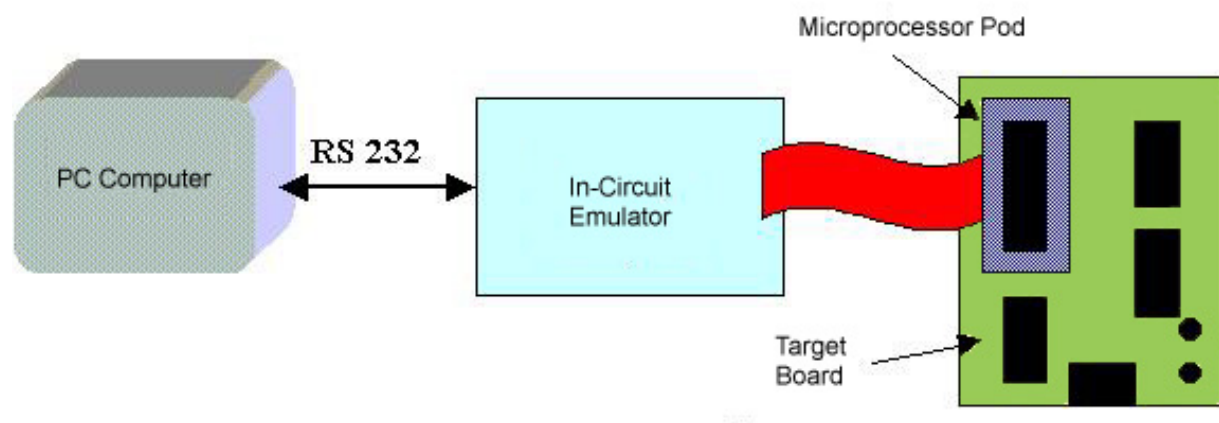 Microprocessor Pod
RS 232
PC Computer
In-Circuit
Emulator
Target
Board